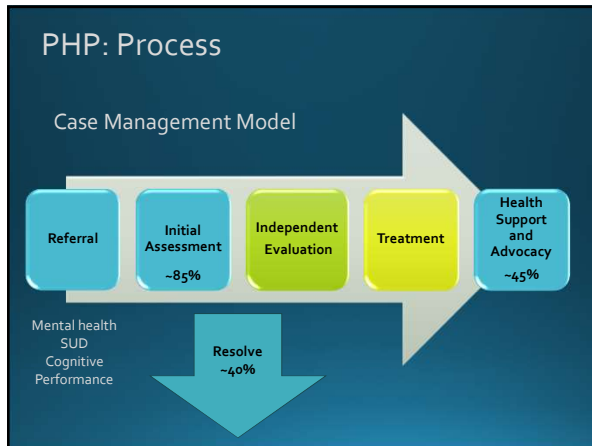 PHP: Process
Case Management Model
Referral
Initial
Assessment
~85%
Independent
Evaluation
Treatment
Health
Support
and
Advocacy
~45%
Mental health
SUD
Cognitive
Performance
Resolve
~40%